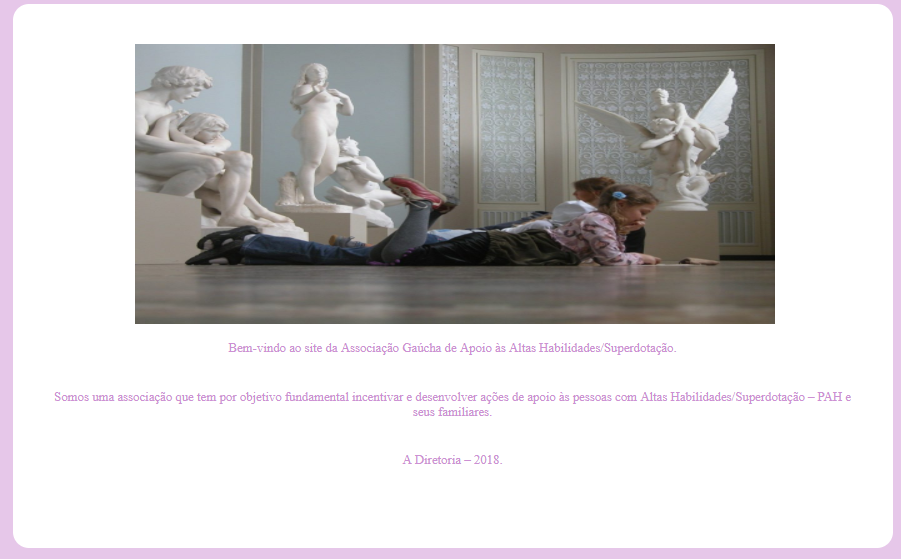 Bem-vindo ao site da Associação Gaúcha de Apoio às Altas Habilidades/Superdotação.
Somos uma associação que tem por objetivo fundamental incentivar e desenvolver ações de apoio às pessoas com Altas Habilidades/Superdotação – PAH e
seus familiares.
A Diretoria – 2018.